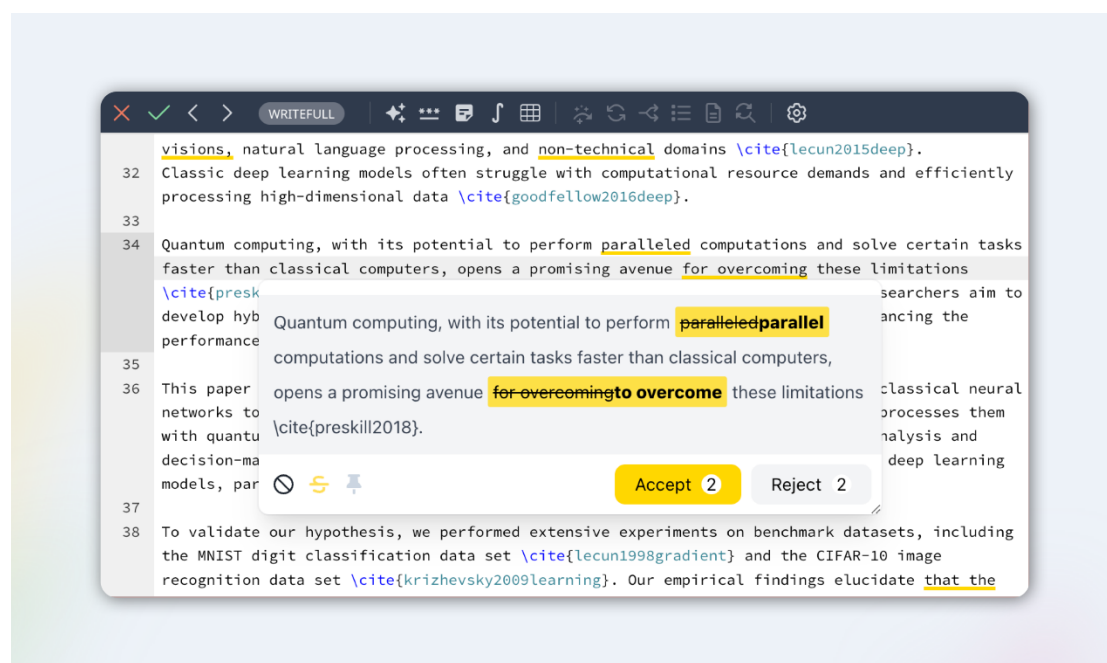 WRITEFULL
visions, natural language processing, and non-technical domains \cite{lecun2015deep}.
32 Classic deep learning models often struggle with computational resource demands and efficiently
processing high-dimensional data \cite{goodfellow2016deep}.
33
34 Quantum computing, with its potential to perform paralleled computations and solve certain tasks
faster than classical computers, opens a promising avenue for overcoming these limitations
\cite{presk searchers aim to
develop hyb ancing the
performance
35
36 This paper classical neural
networks to processes them
with quantu nalysis and
decision-ma deep learning
models, par
37
38 To validate our hypothesis, we performed extensive experiments on benchmark datasets, including
the MNIST digit classification data set \cite{lecun1998gradient} and the CIFAR-10 image
recognition data set \cite{krizhevsky2009learning}. Our empirical findings elucidate that the
Quantum computing, with its potential to perform paralleledparallel
computations and solve certain tasks faster than classical computers,
opens a promising avenue for overcomingto overcome these limitations
\cite{preskill2018}.
Accept 2 Reject 2